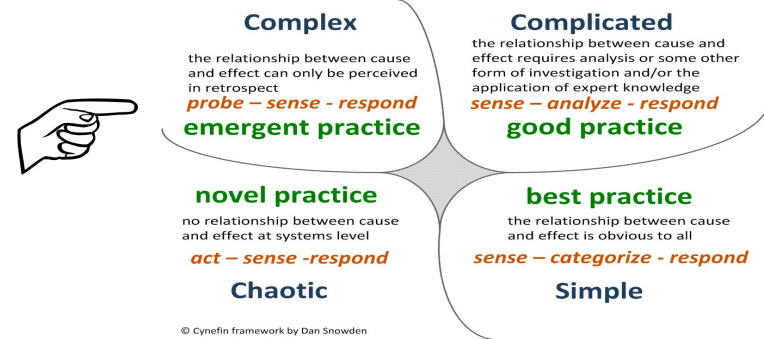 Complex
the relationship between cause
and effect can only be perceived
in retrospect
probe – sense - respond
emergent practice
Complicated
the relationship between cause and
effect requires analysis or some other
form of investigation and/or the
application of expert knowledge
sense – analyze - respond
good practice
novel practice
no relationship between cause
and effect at systems level
act – sense -respond
Chaotic
best practice
the relationship between cause
and effect is obvious to all
sense – categorize - respond
Simple
© Cynefin framework by Dan Snowden